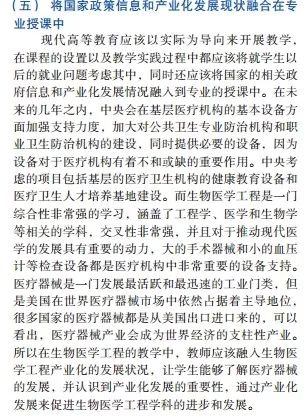 （五） 将国家政策信息和产业化发展现状融合在专
业授课中
现代高等教育应该以实际为导向来开展教学，
在课程的设置以及教学实践过程中都应该将就学生以
后的就业问题考虑其中，同时还应该将国家的相关政
府信息和产业化发展情况融入到专业的授课中。在未
来的几年之内，中央会在基层医疗机构的基本设备方
面加强支持力度，加大对公共卫生专业防治机构和职
业卫生防治机构的建设，同时提供必要的设备，因为
设备对于医疗机构有着不和或缺的重要作用。中央考
虑的项目包括基层的医疗卫生机构的健康教育设备和
医疗卫生人才培养基地建设。而生物医学工程是一门
综合性非常强的学习，涵盖了工程学、医学和生物学
等相关的学科，交叉性非常强，并且对于推动现代医
学的发展具有重要的动力，大的手术器械和小的血压
计等检查设备都是医疗机构中非常重要的设备支持。
医疗器械是一门发展最活跃和最迅速的工业门类，但
是美国在世界医疗器械市场中依然占据着主导地位，
很多国家的医疗器械都是从美国出口进口来的，可以
看出，医疗器械产业会成为世界经济的支柱性产业。
所以在生物医学工程的教学中，教师应该融入生物医
学工程产业化的发展状况，让学生能够了解医疗器械
的发展，并认识到产业化发展的重要性，通过产业化
发展来促进生物医学工程学科的进步和发展。